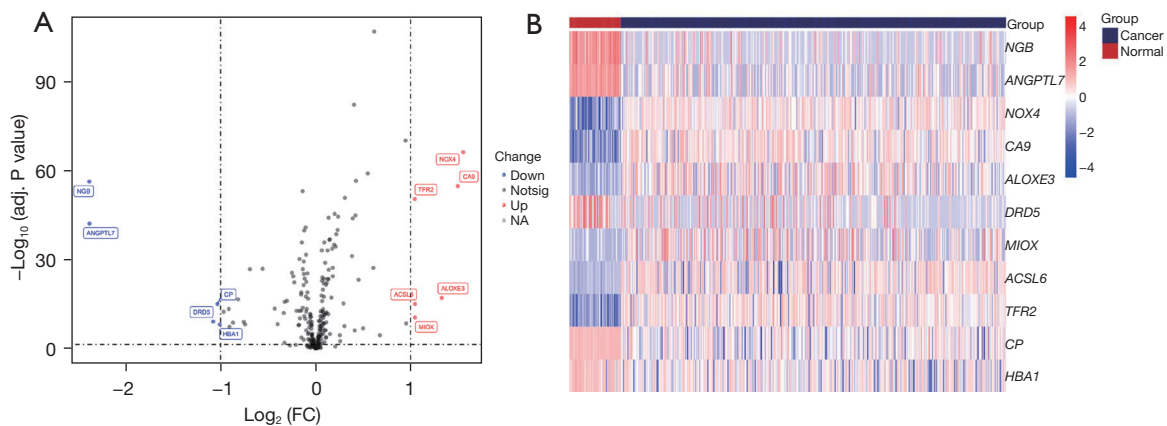 A
−Log₁₀ (adj. P value)
90
60
30
0
−2
−1
0
1
Log₂ (FC)
NGB
ANGPTL7
CP
DRD5
HBA1
NOX4
CA9
TFR2
ACSL6
ALOXE3
MIOX
Change
Down
Notsig
Up
NA
B
Group
NGB
ANGPTL7
NOX4
CA9
ALOXE3
DRD5
MIOX
ACSL6
TFR2
CP
HBA1
4
2
0
−2
−4
Group
Cancer
Normal